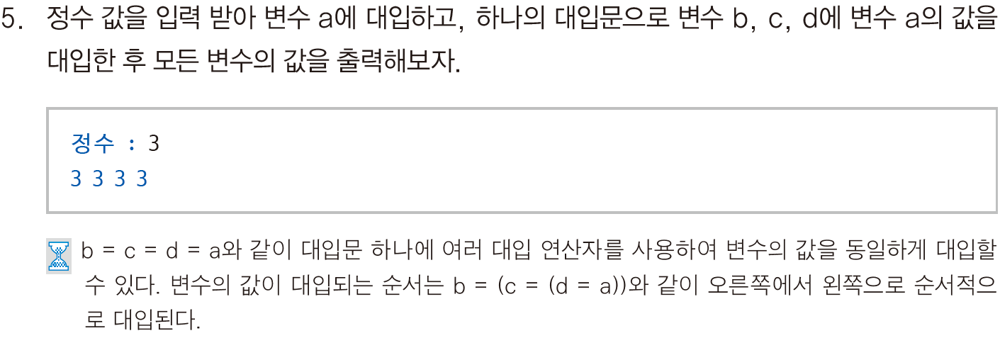 5. 정수 값을 입력 받아 변수 a에 대입하고, 하나의 대입문으로 변수 b, c, d에 변수 a의 값을
대입한 후 모든 변수의 값을 출력해보자.
정수 : 3
3 3 3 3
b = c = d = a와 같이 대입문 하나에 여러 대입 연산자를 사용하여 변수의 값을 동일하게 대입할
수 있다. 변수의 값이 대입되는 순서는 b = (c = (d = a))와 같이 오른쪽에서 왼쪽으로 순서적으
로 대입된다.